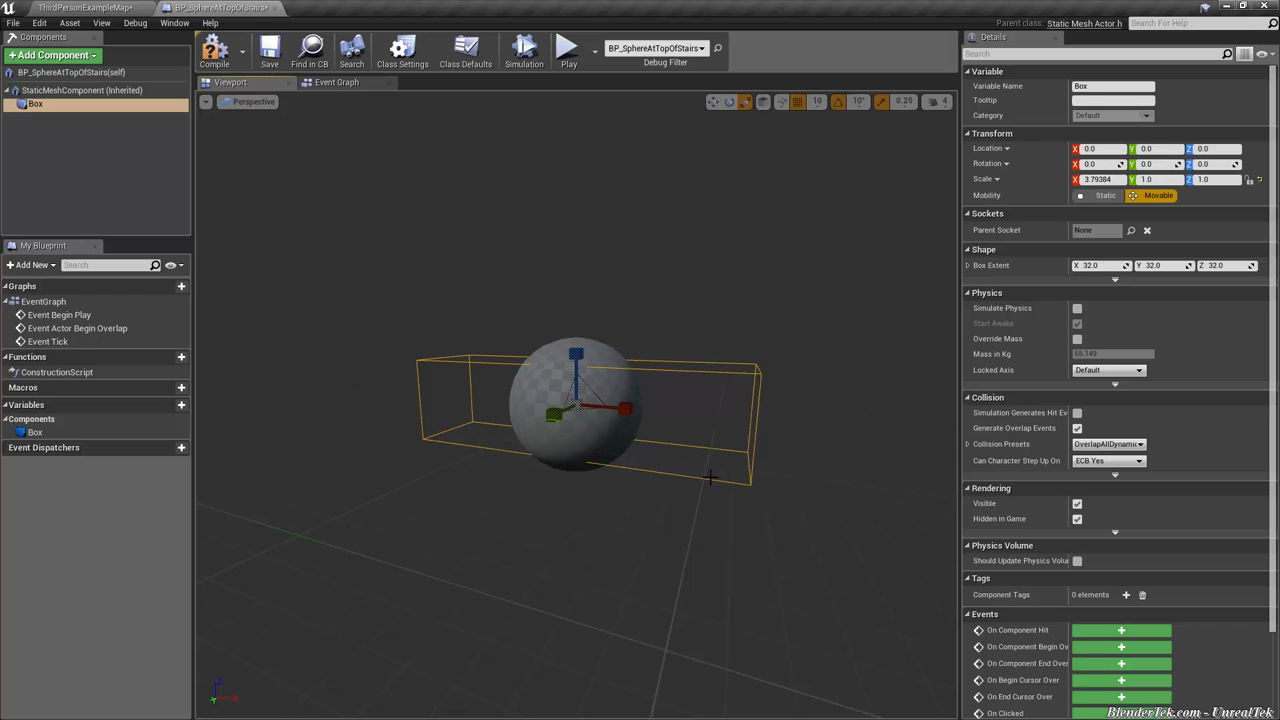 ThirdPersonExampleMap*
BP_SphereAtTopOfStairs*
File Edit Asset View Debug Window Help
Parent class: Static Mesh Actor.h
Search For Help
Components
+ Add Component
BP_SphereAtTopOfStairs(self)
StaticMeshComponent (Inherited)
Box
My Blueprint
+ Add New
Search
Graphs
EventGraph
Event Begin Play
Event Actor Begin Overlap
Event Tick
Functions
ConstructionScript
Macros
Variables
Components
Box
Event Dispatchers
Compile
Save
Find in CB
Search
Class Settings
Class Defaults
Simulation
Play
BP_SphereAtTopOfStairs
Debug Filter
Viewport
Event Graph
Perspective
10
10°
0.25
4
Details
Search
Variable
Variable Name Box
Tooltip
Category Default
Transform
Location X 0.0 Y 0.0 Z 0.0
Rotation X 0.0 Y 0.0 Z 0.0
Scale X 3.79384 Y 1.0 Z 1.0
Mobility Static Movable
Sockets
Parent Socket None
Shape
Box Extent X 32.0 Y 32.0 Z 32.0
Physics
Simulate Physics
Start Awake
Override Mass
Mass in Kg 65.149
Locked Axis Default
Collision
Simulation Generates Hit Ev
Generate Overlap Events
Collision Presets OverlapAllDynamic
Can Character Step Up On ECB Yes
Rendering
Visible
Hidden in Game
Physics Volume
Should Update Physics Volu
Tags
Component Tags 0 elements
Events
On Component Hit
On Component Begin Ov
On Component End Over
On Begin Cursor Over
On End Cursor Over
On Clicked
BlenderTek.com - UnrealTek